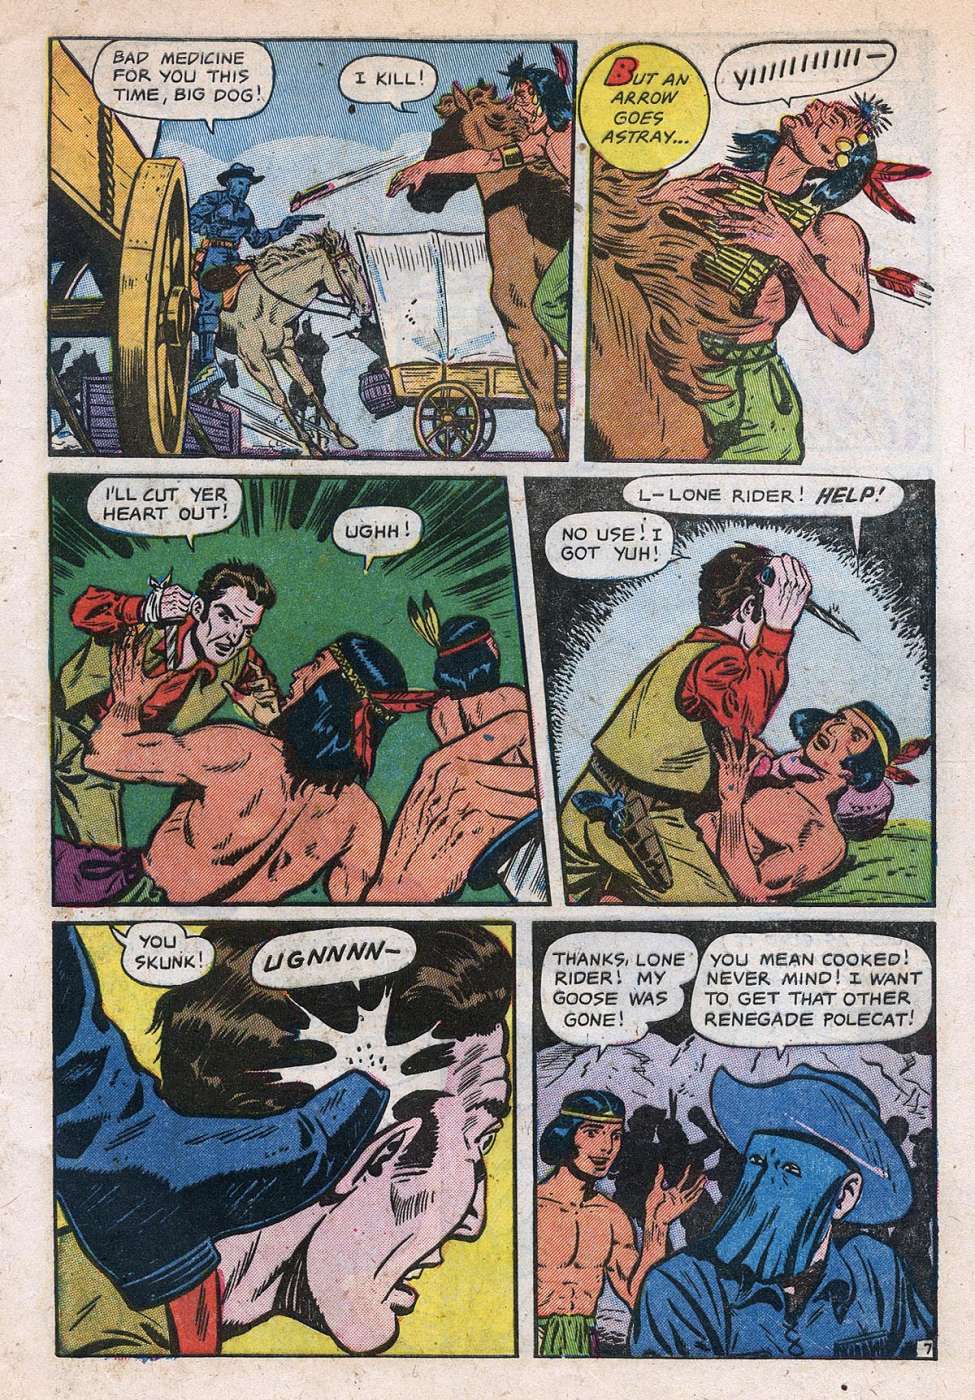 BAD MEDICINE
FOR YOU THIS
TIME, BIG DOG!
I KILL!
BUT AN
ARROW
GOES
ASTRAY...
YIIIIIIIIIIII-
I'LL CUT YER
HEART OUT!
UGHH!
L-LONE RIDER! HELP!
NO USE! I
GOT YUH!
YOU
SKUNK!
UGNNNN-
THANKS, LONE
RIDER! MY
GOOSE WAS
GONE!
YOU MEAN COOKED!
NEVER MIND! I WANT
TO GET THAT OTHER
RENEGADE POLECAT!
7